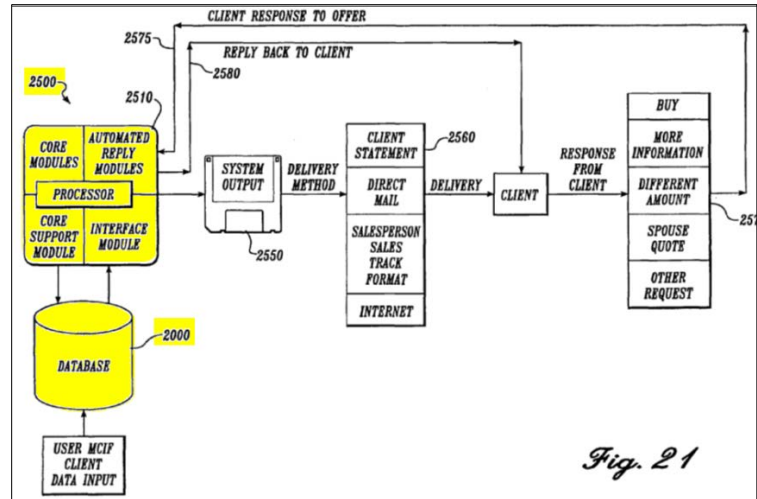 CLIENT RESPONSE TO OFFER
2575
REPLY BACK TO CLIENT
2580
2500
2510
CORE
MODULES
AUTOMATED
REPLY
MODULES
PROCESSOR
CORE
SUPPORT
MODULE
INTERFACE
MODULE
SYSTEM
OUTPUT
2550
DELIVERY
METHOD
CLIENT
STATEMENT
2560
DIRECT
MAIL
SALESPERSON
SALES
TRACK
FORMAT
INTERNET
DELIVERY
CLIENT
RESPONSE
FROM
CLIENT
BUY
MORE
INFORMATION
DIFFERENT
AMOUNT
257
SPOUSE
QUOTE
OTHER
REQUEST
2000
DATABASE
USER MCIF
CLIENT
DATA INPUT
Fig. 21